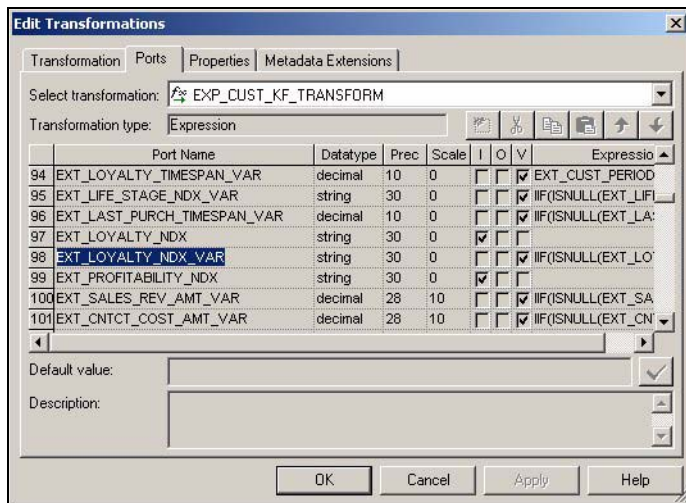 Edit Transformations
Transformation Ports Properties Metadata Extensions
Select transformation: EXP_CUST_KF_TRANSFORM
Transformation type: Expression
Port Name Datatype Prec Scale I O V Expressio
94 EXT_LOYALTY_TIMESPAN_VAR decimal 10 0 EXT_CUST_PERIOD
95 EXT_LIFE_STAGE_NDX_VAR string 30 0 IIF(ISNULL(EXT_LIFI
96 EXT_LAST_PURCH_TIMESPAN_VAR decimal 10 0 IIF(ISNULL(EXT_LA:
97 EXT_LOYALTY_NDX string 30 0
98 EXT_LOYALTY_NDX_VAR string 30 0 IIF(ISNULL(EXT_LO'
99 EXT_PROFITABILITY_NDX string 30 0
100 EXT_SALES_REV_AMT_VAR decimal 28 10 IIF(ISNULL(EXT_SA
101 EXT_CNTCT_COST_AMT_VAR decimal 28 10 IIF(ISNULL(EXT_CN
Default value:
Description:
OK Cancel Apply Help